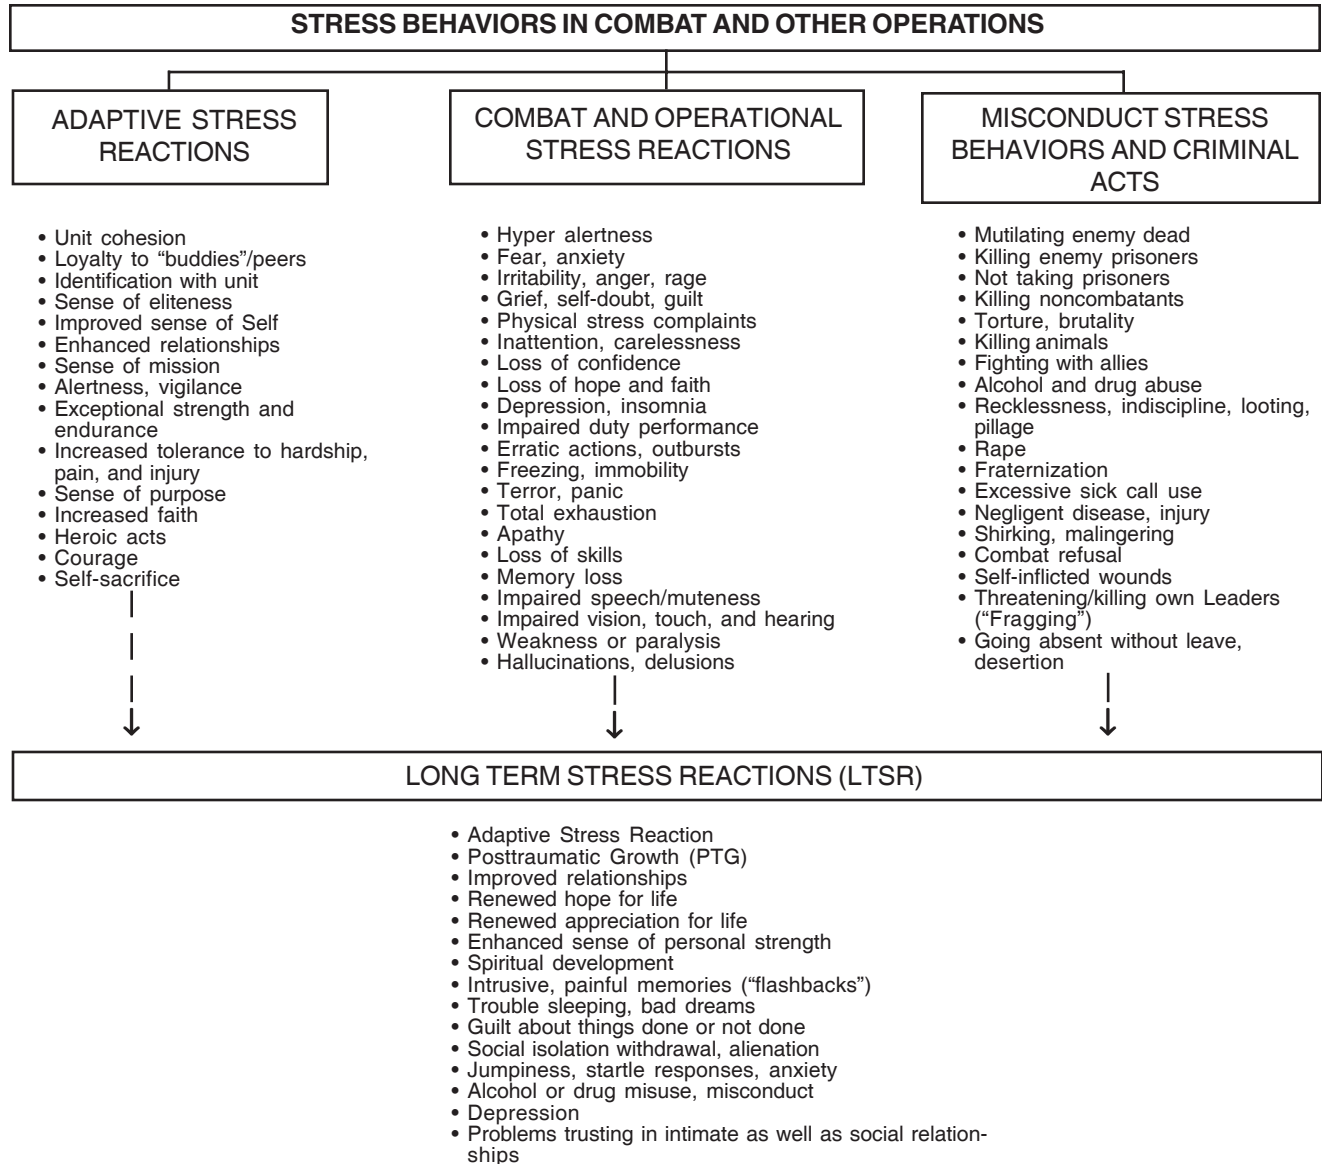 STRESS BEHAVIORS IN COMBAT AND OTHER OPERATIONS
ADAPTIVE STRESS
REACTIONS
• Unit cohesion
• Loyalty to “buddies”/peers
• Identification with unit
• Sense of eliteness
• Improved sense of Self
• Enhanced relationships
• Sense of mission
• Alertness, vigilance
• Exceptional strength and
endurance
• Increased tolerance to hardship,
pain, and injury
• Sense of purpose
• Increased faith
• Heroic acts
• Courage
• Self-sacrifice
COMBAT AND OPERATIONAL
STRESS REACTIONS
• Hyper alertness
• Fear, anxiety
• Irritability, anger, rage
• Grief, self-doubt, guilt
• Physical stress complaints
• Inattention, carelessness
• Loss of confidence
• Loss of hope and faith
• Depression, insomnia
• Impaired duty performance
• Erratic actions, outbursts
• Freezing, immobility
• Terror, panic
• Total exhaustion
• Apathy
• Loss of skills
• Memory loss
• Impaired speech/muteness
• Impaired vision, touch, and hearing
• Weakness or paralysis
• Hallucinations, delusions
MISCONDUCT STRESS
BEHAVIORS AND CRIMINAL
ACTS
• Mutilating enemy dead
• Killing enemy prisoners
• Not taking prisoners
• Killing noncombatants
• Torture, brutality
• Killing animals
• Fighting with allies
• Alcohol and drug abuse
• Recklessness, indiscipline, looting,
pillage
• Rape
• Fraternization
• Excessive sick call use
• Negligent disease, injury
• Shirking, malingering
• Combat refusal
• Self-inflicted wounds
• Threatening/killing own Leaders
(“Fragging”)
• Going absent without leave,
desertion
LONG TERM STRESS REACTIONS (LTSR)
• Adaptive Stress Reaction
• Posttraumatic Growth (PTG)
• Improved relationships
• Renewed hope for life
• Renewed appreciation for life
• Enhanced sense of personal strength
• Spiritual development
• Intrusive, painful memories (“flashbacks”)
• Trouble sleeping, bad dreams
• Guilt about things done or not done
• Social isolation withdrawal, alienation
• Jumpiness, startle responses, anxiety
• Alcohol or drug misuse, misconduct
• Depression
• Problems trusting in intimate as well as social relation-
ships